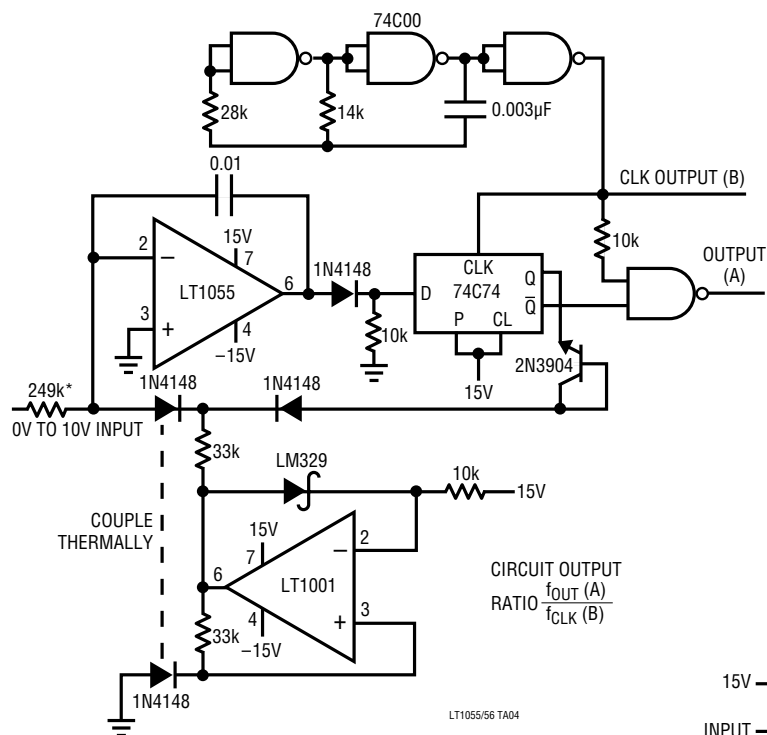 74C00
28k
14k
0.003µF
0.01
CLK OUTPUT (B)
2
15V
7
LT1055
6
3
4
–15V
1N4148
D
CLK
74C74
Q
Q̅
P
CL
15V
10k
10k
OUTPUT
(A)
2N3904
249k*
0V TO 10V INPUT
1N4148
1N4148
33k
LM329
10k
15V
COUPLE
THERMALLY
15V
7
2
6
LT1001
3
4
–15V
33k
1N4148
CIRCUIT OUTPUT
RATIO fOUT (A)
fCLK (B)
LT1055/56 TA04
15V
INPUT